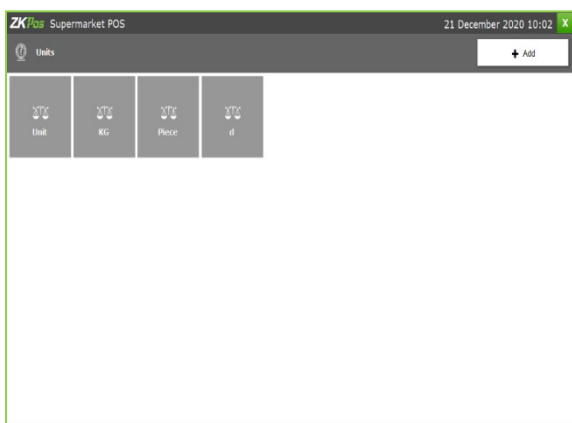 ZKPos Supermarket POS 21 December 2020 10:02 X
Units + Add
Unit KG Piece d